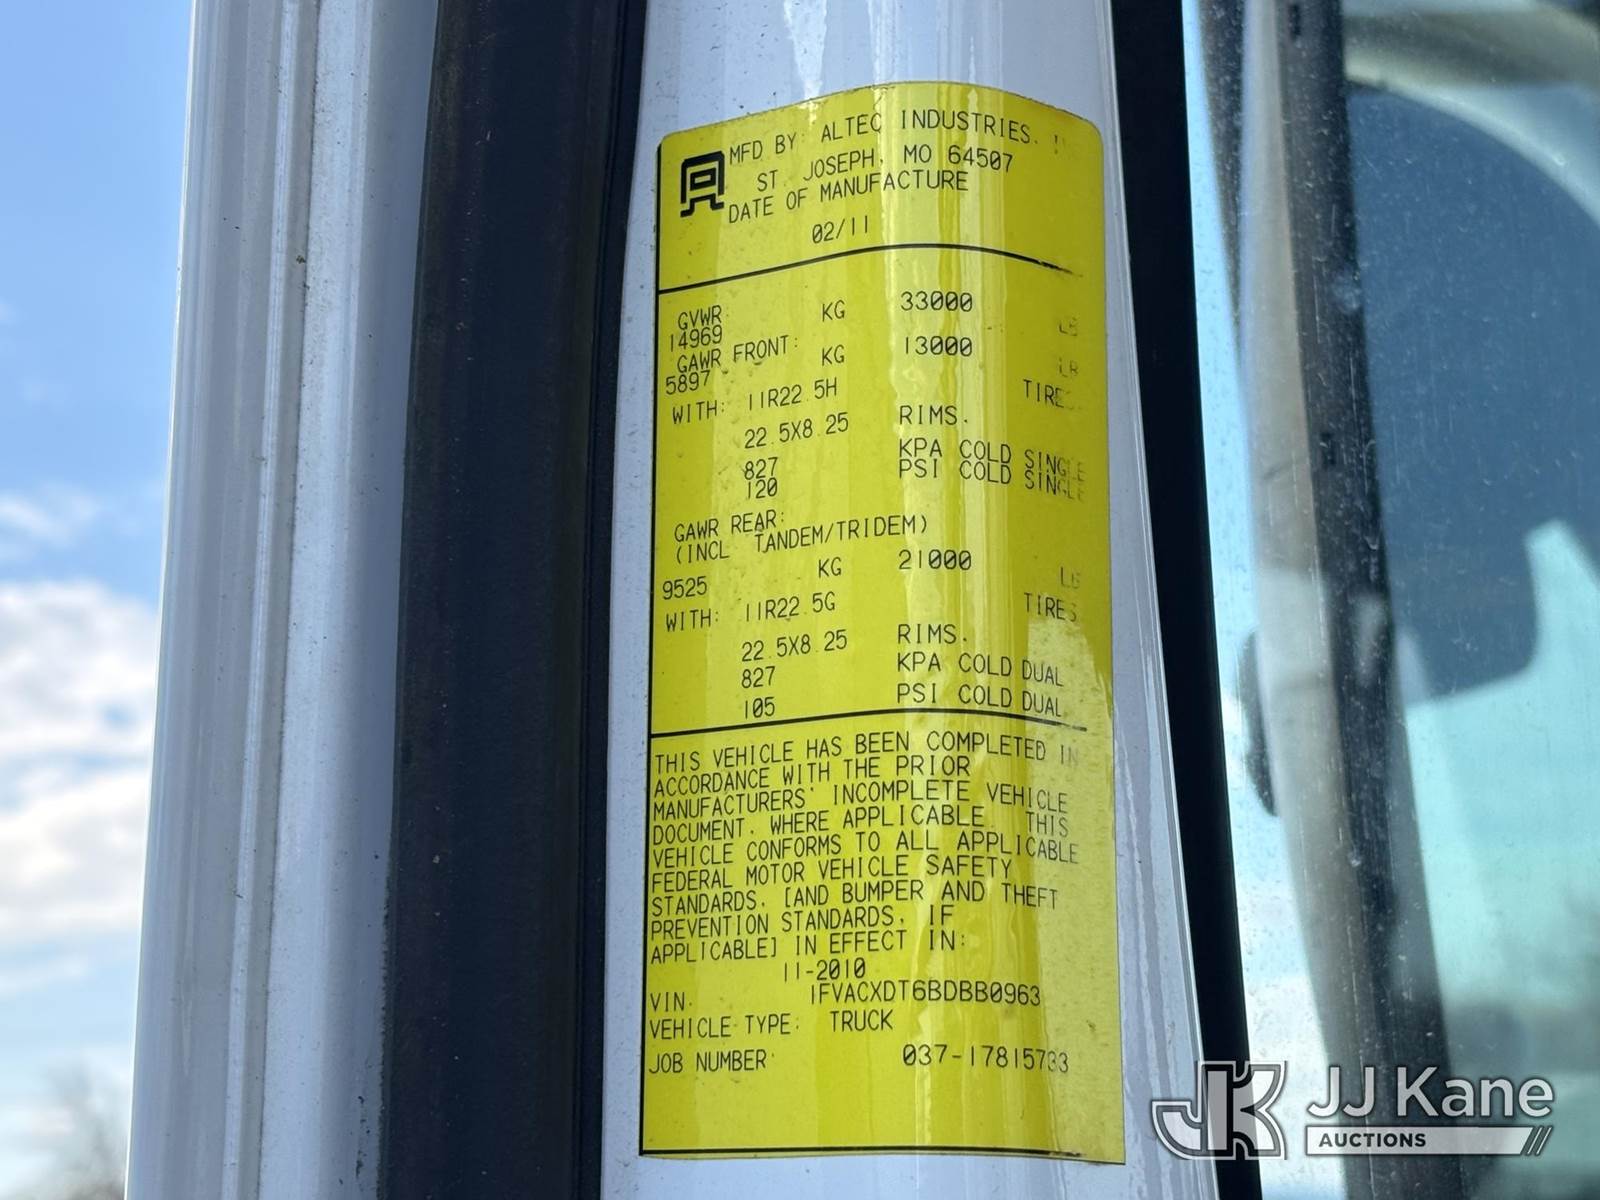 MFD BY: ALTEC INDUSTRIES,
ST. JOSEPH, MO 64507
DATE OF MANUFACTURE
02/11
GVWR:
14969 KG 33000 LB
GAWR FRONT:
5897 KG 13000 LB
WITH: 11R22.5H TIRES,
22.5X8.25 RIMS,
827 KPA COLD SINGLE
120 PSI COLD SINGLE
GAWR REAR:
(INCL TANDEM/TRIDEM)
9525 KG 21000 LB
WITH: 11R22.5G TIRES
22.5X8.25 RIMS,
827 KPA COLD DUAL
105 PSI COLD DUAL
THIS VEHICLE HAS BEEN COMPLETED IN
ACCORDANCE WITH THE PRIOR
MANUFACTURERS' INCOMPLETE VEHICLE
DOCUMENT, WHERE APPLICABLE. THIS
VEHICLE CONFORMS TO ALL APPLICABLE
FEDERAL MOTOR VEHICLE SAFETY
STANDARDS, [AND BUMPER AND THEFT
PREVENTION STANDARDS, IF
APPLICABLE] IN EFFECT IN:
11-2010
VIN: 1FVACXDT6BDBB0963
VEHICLE TYPE: TRUCK
JOB NUMBER: 037-17815733
JK JJ Kane
AUCTIONS